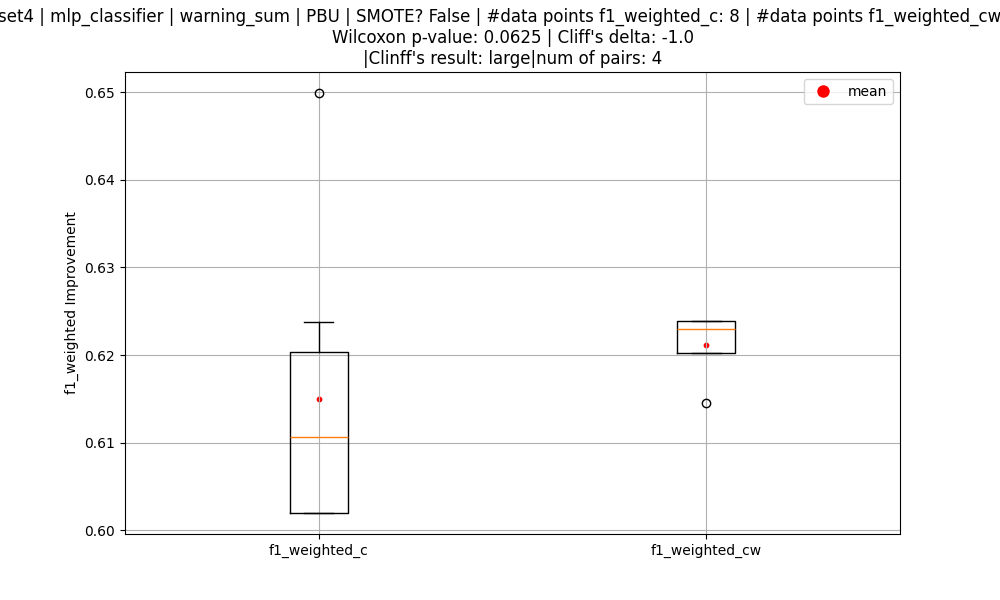 set4 | mlp_classifier | warning_sum | PBU | SMOTE? False | #data points f1_weighted_c: 8 | #data points f1_weighted_cw
Wilcoxon p-value: 0.0625 | Cliff's delta: -1.0
|Clinff's result: large|num of pairs: 4
mean
0.65
0.64
0.63
0.62
0.61
0.60
f1_weighted Improvement
f1_weighted_c
f1_weighted_cw